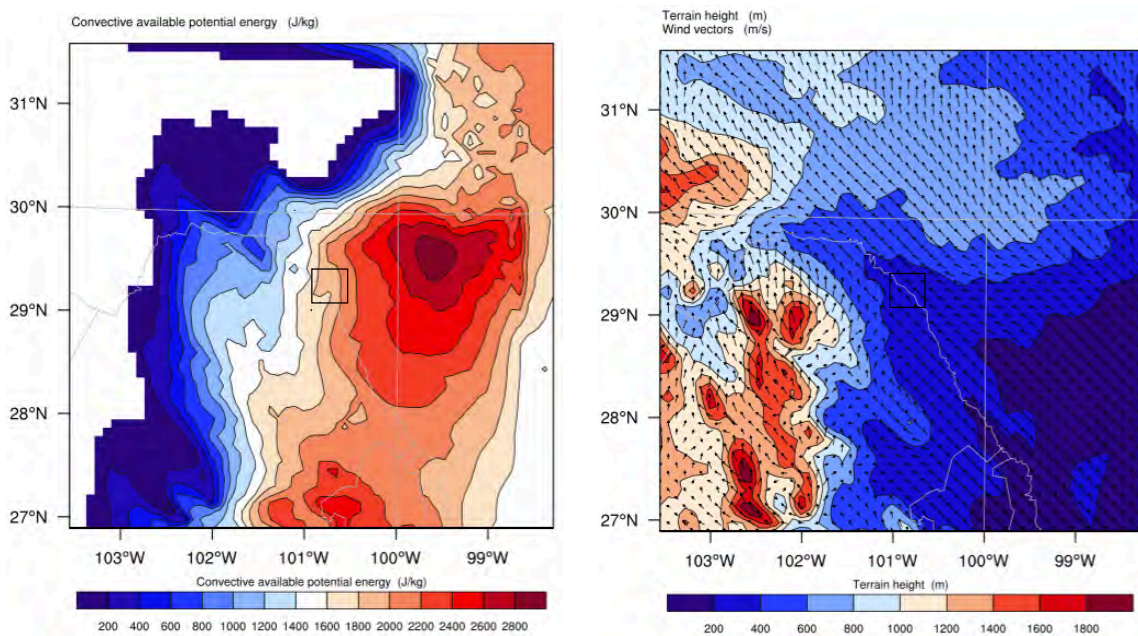 Convective available potential energy (J/kg)
31°N
30°N
29°N
28°N
27°N
103°W 102°W 101°W 100°W 99°W
Convective available potential energy (J/kg)
200 400 600 800 1000 1200 1400 1600 1800 2000 2200 2400 2600 2800
Terrain height (m)
Wind vectors (m/s)
31°N
30°N
29°N
28°N
27°N
103°W 102°W 101°W 100°W 99°W
Terrain height (m)
200 400 600 800 1000 1200 1400 1600 1800